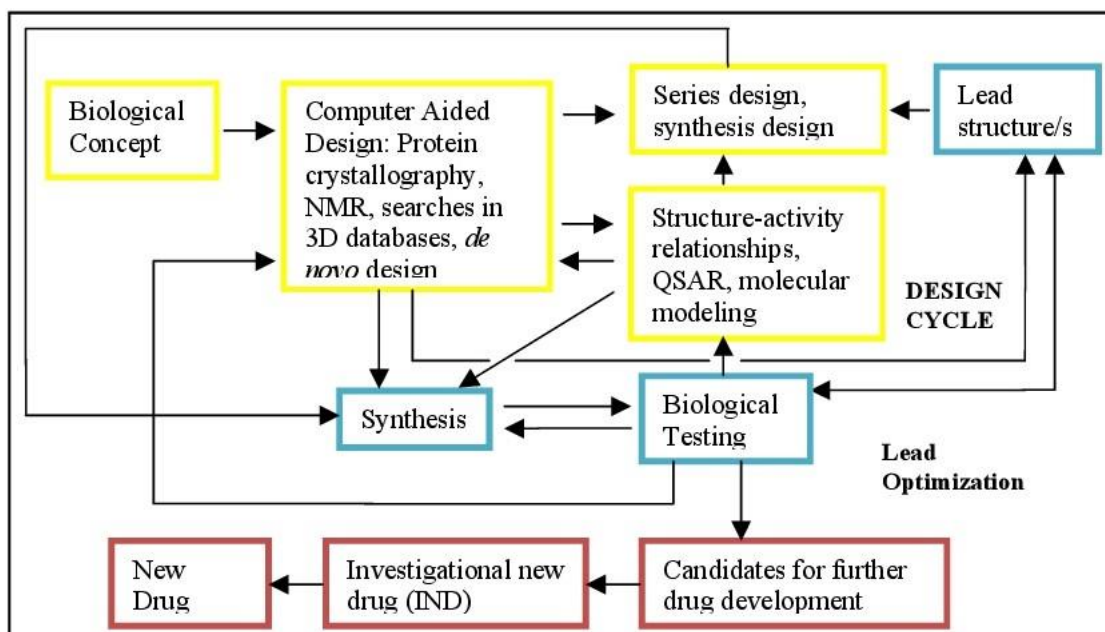 Biological
Concept
Computer Aided
Design: Protein
crystallography,
NMR, searches in
3D databases, de
novo design
Series design,
synthesis design
Lead
structure/s
Structure-activity
relationships,
QSAR, molecular
modeling
DESIGN
CYCLE
Synthesis
Biological
Testing
Lead
Optimization
New
Drug
Investigational new
drug (IND)
Candidates for further
drug development